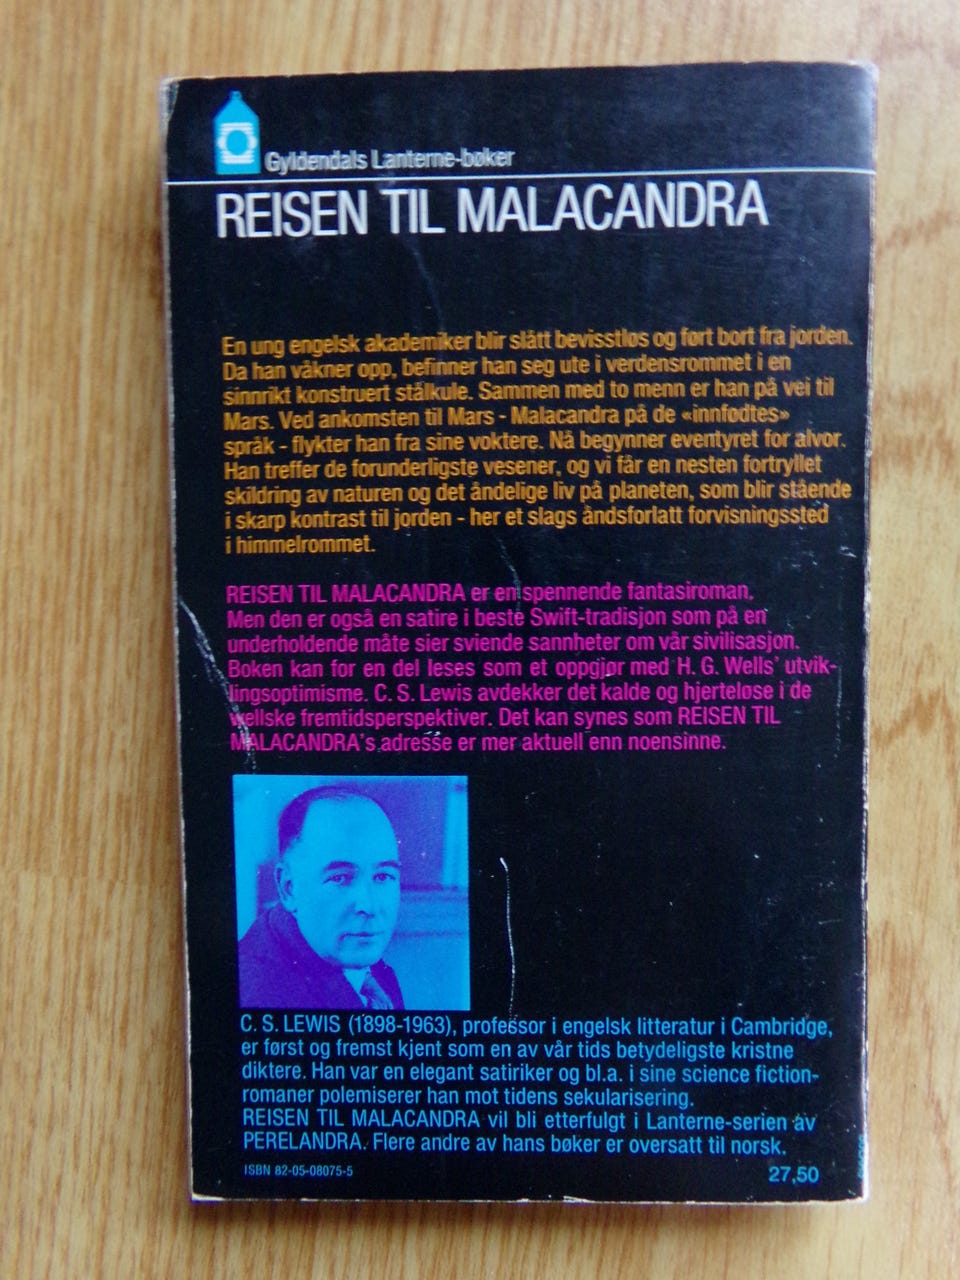 Gyldendals Lanterne-bøker
REISEN TIL MALACANDRA
En ung engelsk akademiker blir slått bevisstløs og ført bort fra jorden.
Da han våkner opp, befinner han seg ute i verdensrommet i en
sinnrikt konstruert stålkule. Sammen med to menn er han på vei til
Mars. Ved ankomsten til Mars - Malacandra på de «innfødtes»
språk - flykter han fra sine voktere. Nå begynner eventyret for alvor.
Han treffer de forunderligste vesener, og vi får en nesten fortryllet
skildring av naturen og det åndelige liv på planeten, som blir stående
i skarp kontrast til jorden - her et slags åndsforlatt forvisningssted
i himmelrommet.
REISEN TIL MALACANDRA er en spennende fantasiroman.
Men den er også en satire i beste Swift-tradisjon som på en
underholdende måte sier sviende sannheter om vår sivilisasjon.
Boken kan for en del leses som et oppgjør med H. G. Wells' utvik-
lingsoptimisme. C. S. Lewis avdekker det kalde og hjerteløse i de
wellske fremtidsperspektiver. Det kan synes som REISEN TIL
MALACANDRA's adresse er mer aktuell enn noensinne.
C. S. LEWIS (1898-1963), professor i engelsk litteratur i Cambridge,
er først og fremst kjent som en av vår tids betydeligste kristne
diktere. Han var en elegant satiriker og bl.a. i sine science fiction-
romaner polemiserer han mot tidens sekularisering.
REISEN TIL MALACANDRA vil bli etterfulgt i Lanterne-serien av
PERELANDRA. Flere andre av hans bøker er oversatt til norsk.
ISBN 82-05-08075-5
27,50